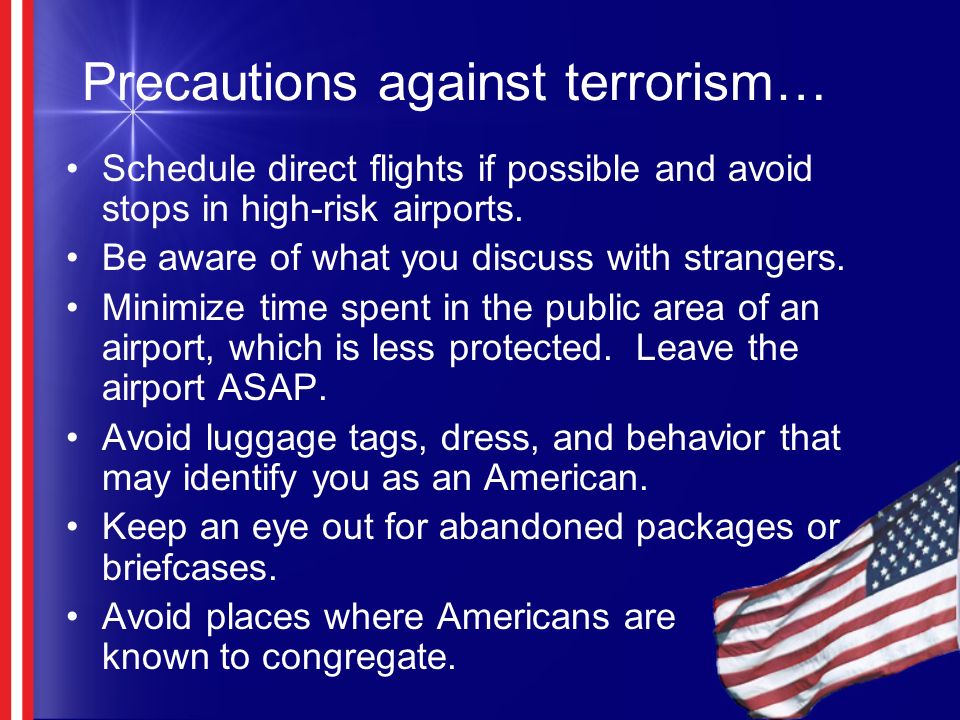 Precautions against terrorism…
• Schedule direct flights if possible and avoid
stops in high-risk airports.
• Be aware of what you discuss with strangers.
• Minimize time spent in the public area of an
airport, which is less protected.  Leave the
airport ASAP.
• Avoid luggage tags, dress, and behavior that
may identify you as an American.
• Keep an eye out for abandoned packages or
briefcases.
• Avoid places where Americans are
known to congregate.